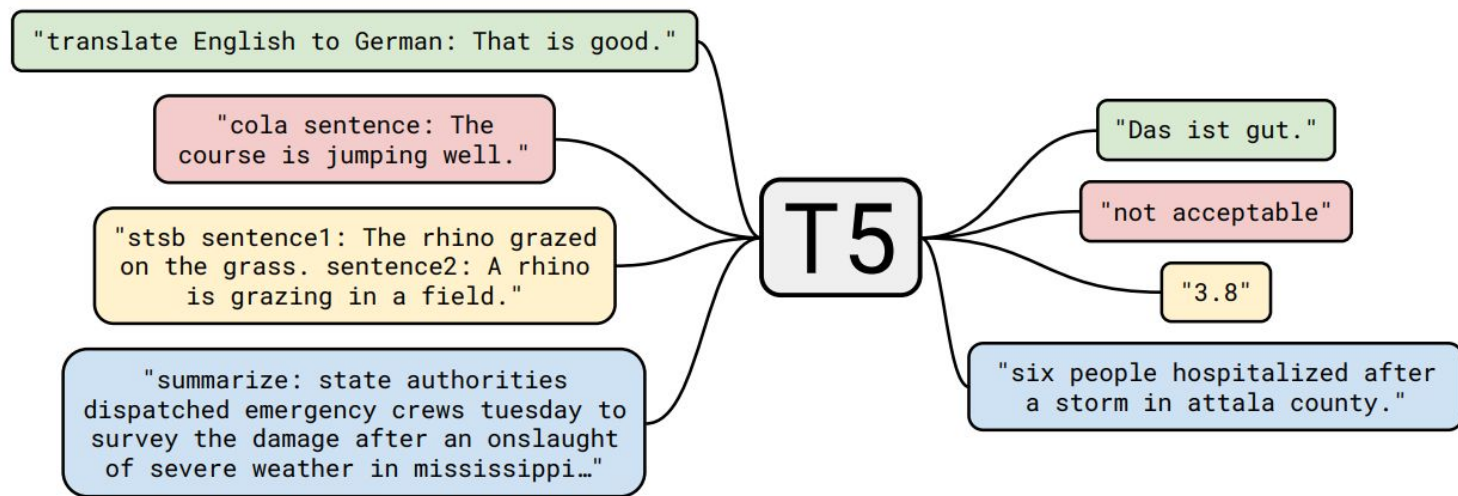 "translate English to German: That is good."
"cola sentence: The
course is jumping well."
"stsb sentence1: The rhino grazed
on the grass. sentence2: A rhino
is grazing in a field."
"summarize: state authorities
dispatched emergency crews tuesday to
survey the damage after an onslaught
of severe weather in mississippi…"
T5
"Das ist gut."
"not acceptable"
"3.8"
"six people hospitalized after
a storm in attala county."